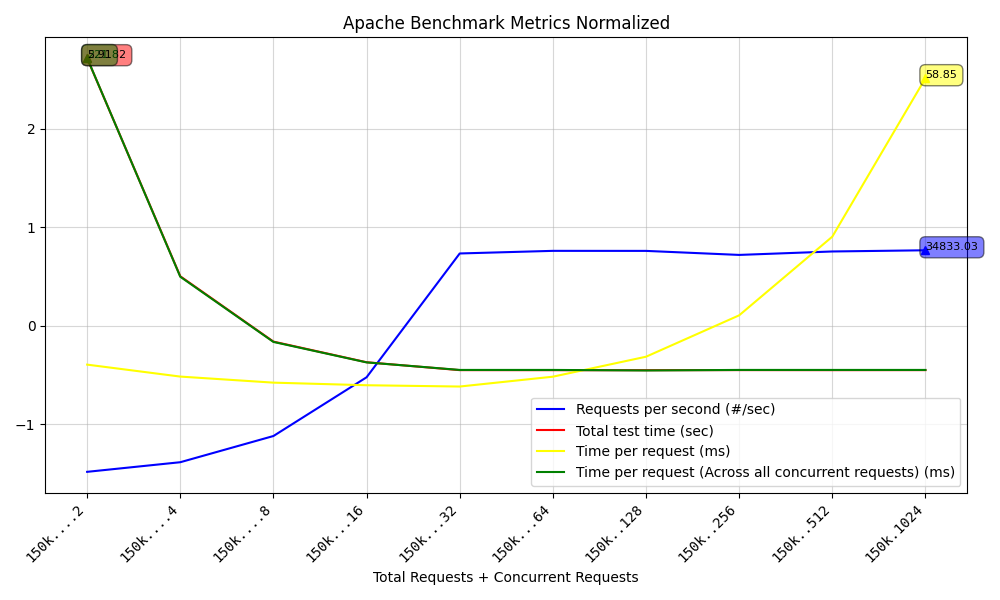 Apache Benchmark Metrics Normalized
58.85
34833.03
2
1
0
−1
Requests per second (#/sec)
Total test time (sec)
Time per request (ms)
Time per request (Across all concurrent requests) (ms)
150k....2
150k....4
150k....8
150k...16
150k...32
150k...64
150k..128
150k..256
150k..512
150k.1024
Total Requests + Concurrent Requests